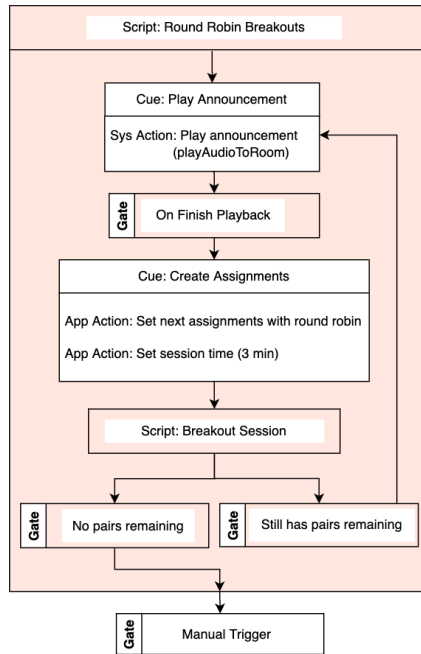 Script: Round Robin Breakouts
Cue: Play Announcement
Sys Action: Play announcement
(playAudioToRoom)
Gate
On Finish Playback
Cue: Create Assignments
App Action: Set next assignments with round robin
App Action: Set session time (3 min)
Script: Breakout Session
Gate
No pairs remaining
Gate
Still has pairs remaining
Gate
Manual Trigger